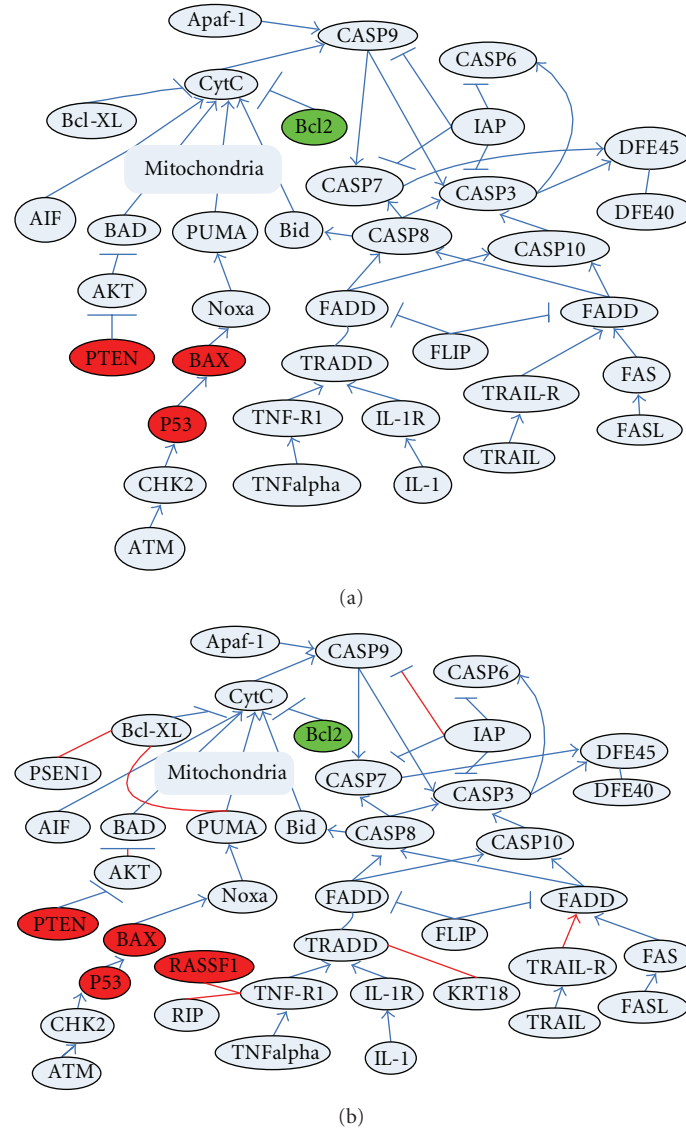 Apaf-1
CASP9
CASP6
CytC
Bcl-XL
Bcl2
IAP
DFE45
Mitochondria
CASP7
CASP3
DFE40
AIF
BAD
PUMA
Bid
CASP8
CASP10
AKT
Noxa
FADD
FADD
PTEN
BAX
TRADD
FLIP
FAS
TRAIL-R
P53
TNF-R1
IL-1R
FASL
TRAIL
CHK2
TNFalpha
IL-1
ATM
(a)
Apaf-1
CASP9
CASP6
CytC
Bcl-XL
Bcl2
IAP
PSEN1
DFE45
Mitochondria
CASP7
CASP3
DFE40
AIF
BAD
PUMA
Bid
CASP8
CASP10
AKT
Noxa
FADD
FADD
PTEN
BAX
FLIP
TRADD
RASSF1
FAS
P53
TRAIL-R
TNF-R1
IL-1R
KRT18
RIP
FASL
CHK2
TRAIL
TNFalpha
IL-1
ATM
(b)